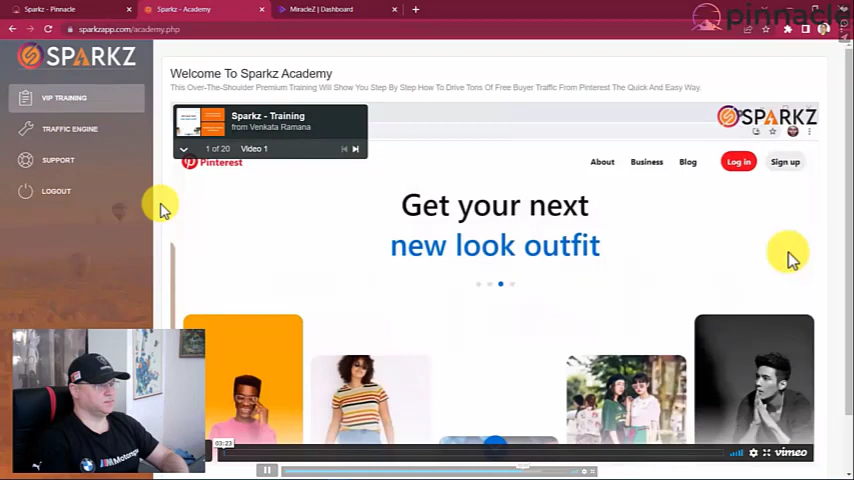 Sparkz - Pinnacle
Sparkz - Academy
MiracleZ | Dashboard
pinnacle
sparkzapp.com/academy.php
SPARKZ
VIP TRAINING
TRAFFIC ENGINE
SUPPORT
LOGOUT
Welcome To Sparkz Academy
This Over-The-Shoulder Premium Training Will Show You Step By Step How To Drive Tons Of Free Buyer Traffic From Pinterest The Quick And Easy Way.
Sparkz - Training
from Venkata Ramana
1 of 20 Video 1
SPARKZ
Pinterest
About Business Blog Log in Sign up
Get your next
new look outfit
03:23
vimeo